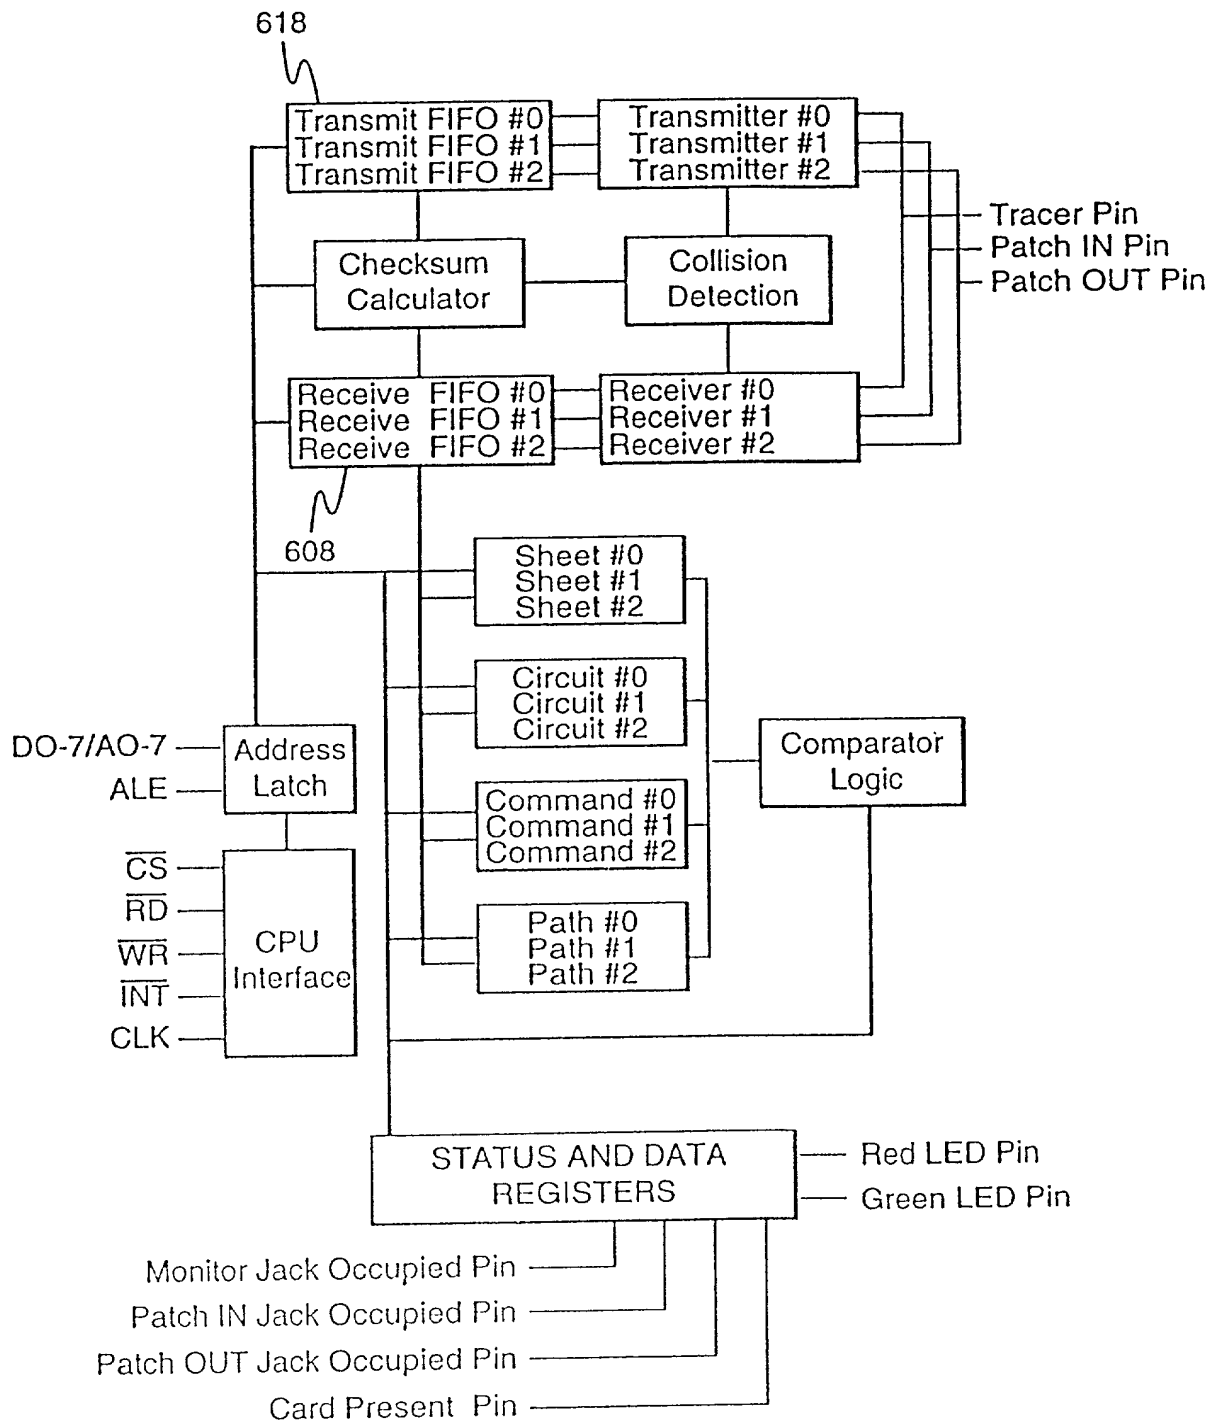 618
Transmit FIFO #0
Transmit FIFO #1
Transmit FIFO #2
Transmitter #0
Transmitter #1
Transmitter #2
Tracer Pin
Patch IN Pin
Patch OUT Pin
Checksum
Calculator
Collision
Detection
Receive FIFO #0
Receive FIFO #1
Receive FIFO #2
Receiver #0
Receiver #1
Receiver #2
608
Sheet #0
Sheet #1
Sheet #2
Circuit #0
Circuit #1
Circuit #2
DO-7/AO-7
ALE
Address
Latch
Comparator
Logic
Command #0
Command #1
Command #2
CS
RD
WR
INT
CLK
CPU
Interface
Path #0
Path #1
Path #2
STATUS AND DATA
REGISTERS
Red LED Pin
Green LED Pin
Monitor Jack Occupied Pin
Patch IN Jack Occupied Pin
Patch OUT Jack Occupied Pin
Card Present Pin